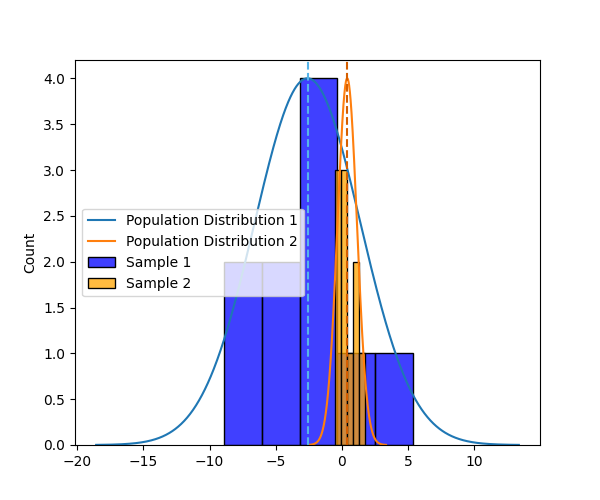 4.0
3.5
3.0
2.5
2.0
1.5
1.0
0.5
0.0
Count
Population Distribution 1
Population Distribution 2
Sample 1
Sample 2
−20 −15 −10 −5 0 5 10